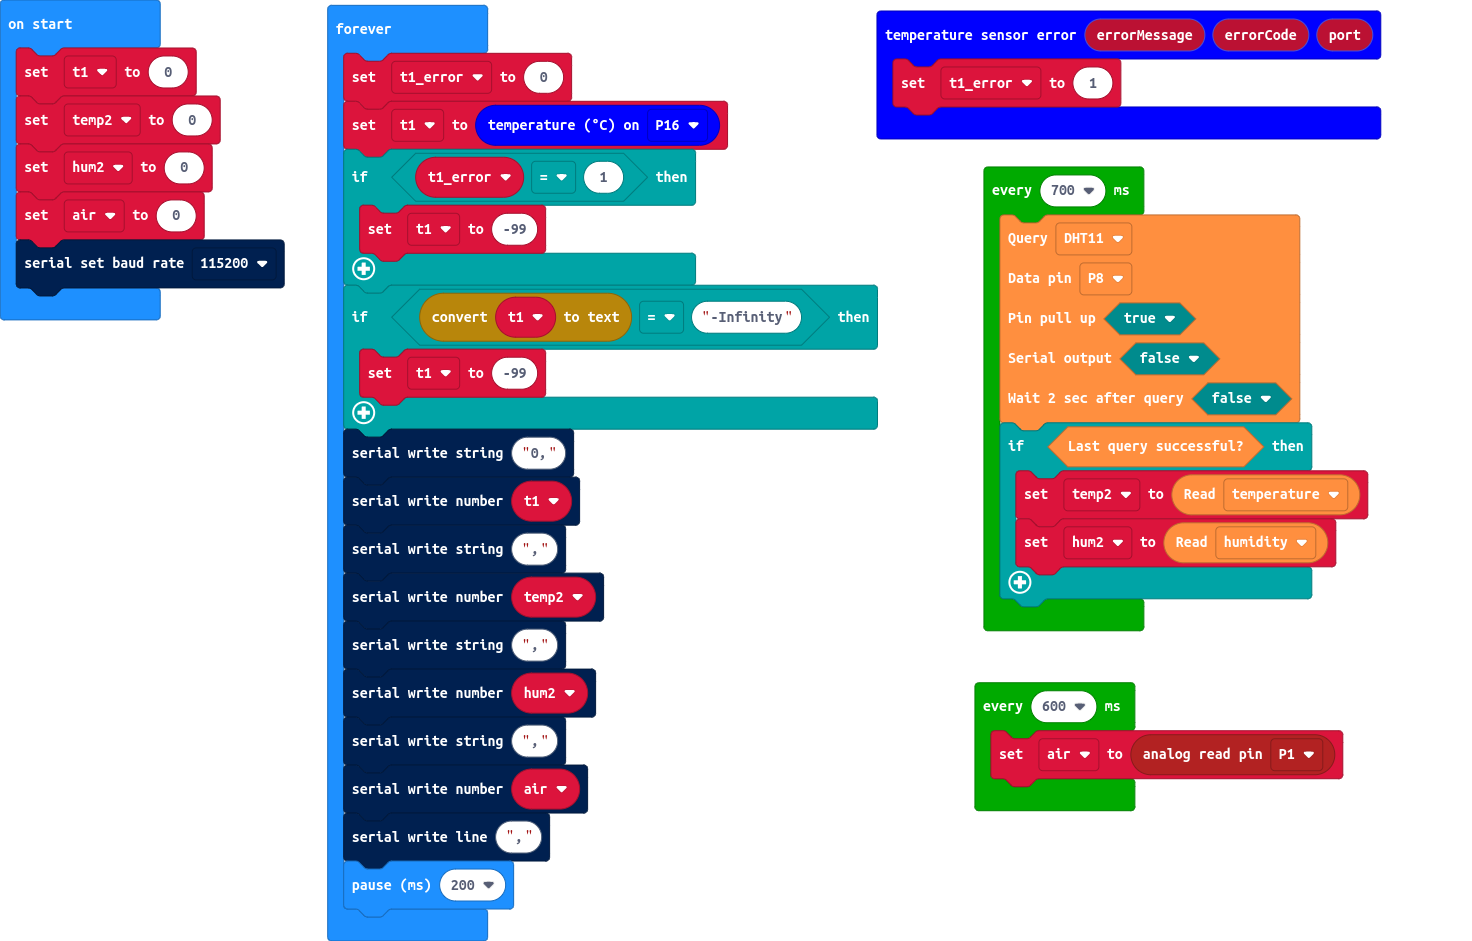 on start
set t1 to 0
set temp2 to 0
set hum2 to 0
set air to 0
serial set baud rate 115200
forever
set t1_error to 0
set t1 to temperature (°C) on P16
if t1_error = 1 then
set t1 to -99
if convert t1 to text = "-Infinity" then
set t1 to -99
serial write string "0,"
serial write number t1
serial write string ","
serial write number temp2
serial write string ","
serial write number hum2
serial write string ","
serial write number air
serial write line ","
pause (ms) 200
temperature sensor error errorMessage errorCode port
set t1_error to 1
every 700 ms
Query DHT11
Data pin P8
Pin pull up true
Serial output false
Wait 2 sec after query false
if Last query successful? then
set temp2 to Read temperature
set hum2 to Read humidity
every 600 ms
set air to analog read pin P1